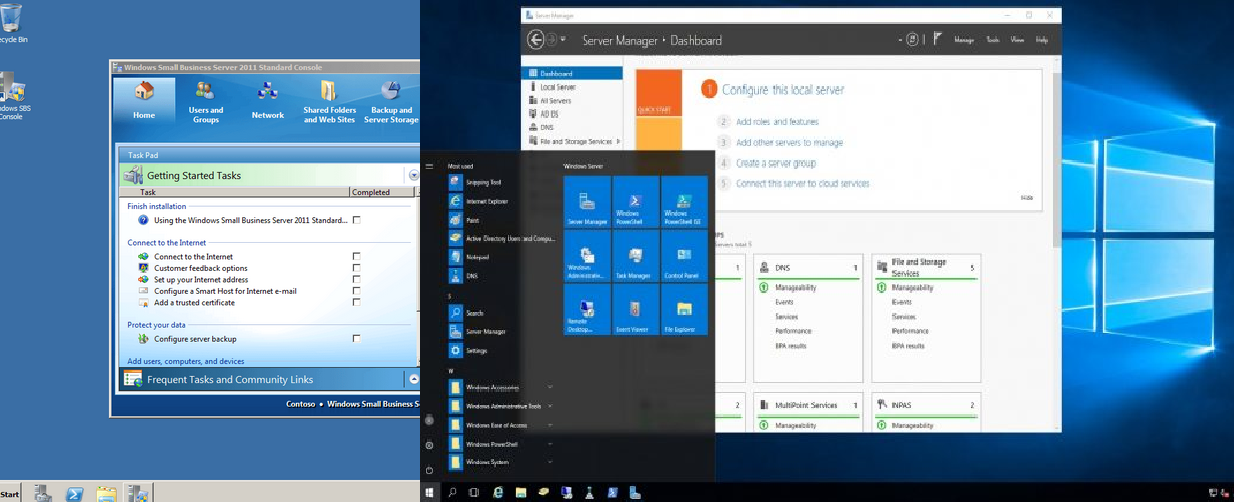 ecycle Bin
ndows SBS
Console
Windows Small Business Server 2011 Standard Console
Home
Users and
Groups
Network
Shared Folders
and Web Sites
Backup and
Server Storage
Task Pad
Getting Started Tasks
Task
Completed
Finish installation
Using the Windows Small Business Server 2011 Standard...
Connect to the Internet
Connect to the Internet
Customer feedback options
Set up your Internet address
Configure a Smart Host for Internet e-mail
Add a trusted certificate
Protect your data
Configure server backup
Add users, computers, and devices
Frequent Tasks and Community Links
Contoso • Windows Small Business S
Start
Server Manager
Server Manager • Dashboard
Manage
Tools
View
Help
Dashboard
Local Server
All Servers
AD DS
DNS
File and Storage Services
QUICK START
1 Configure this local server
2 Add roles and features
3 Add other servers to manage
4 Create a server group
5 Connect this server to cloud services
Hide
Most used
Snipping Tool
Internet Explorer
Paint
Active Directory Users and Compu...
Notepad
DNS
S
Search
Server Manager
Settings
W
Windows Accessories
Windows Administrative Tools
Windows Ease of Access
Windows PowerShell
Windows System
Windows Server
Server Manager
Windows
PowerShell
Windows
PowerShell ISE
Windows
Administrativ...
Task Manager
Control Panel
Remote
Desktop...
Event Viewer
File Explorer
1
DNS 1
Manageability
Events
Services
Performance
BPA results
File and Storage
Services 5
Manageability
Events
Services
Performance
BPA results
2
MultiPoint Services 1
Manageability
NPAS 2
Manageability